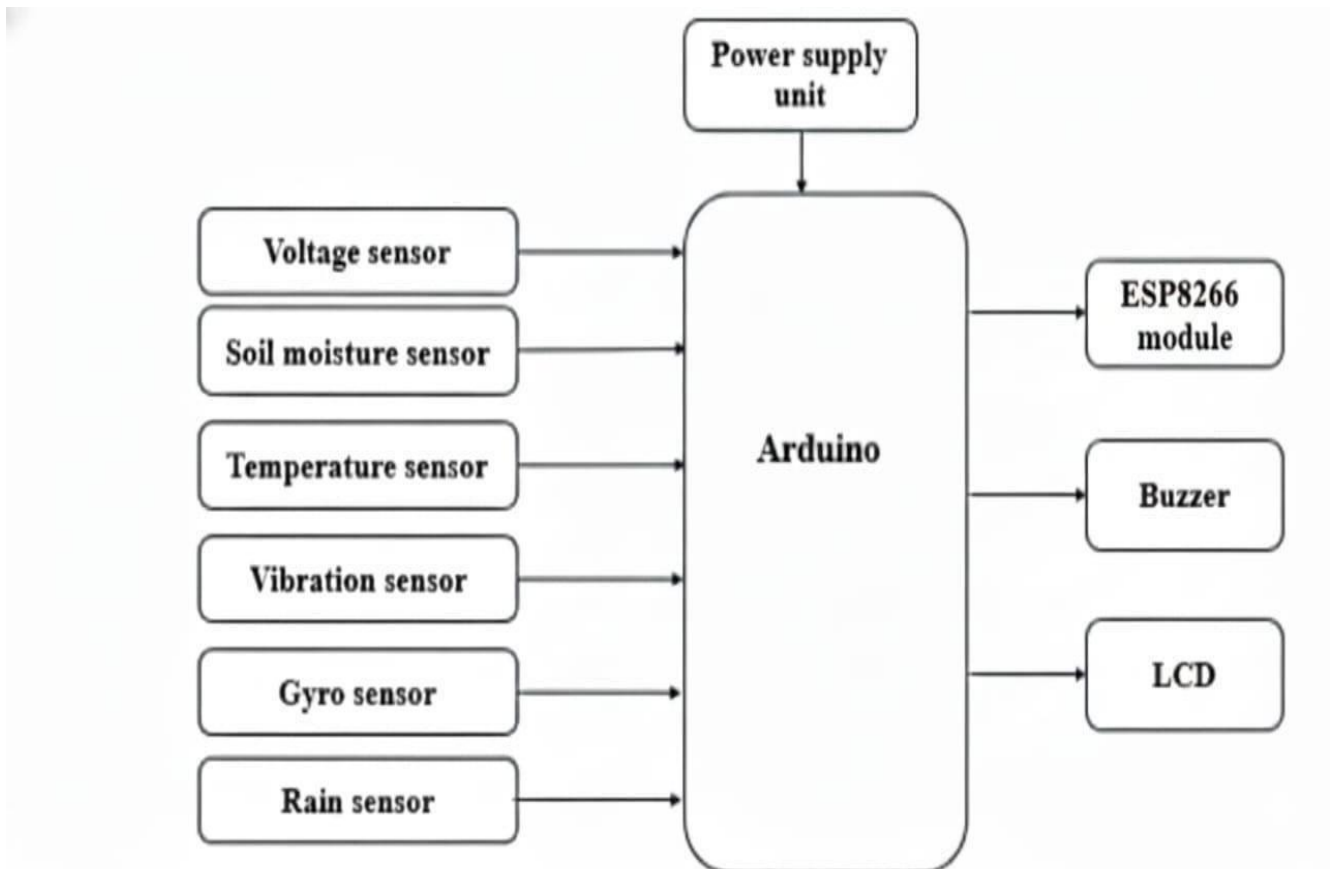 Power supply
unit
Voltage sensor
Soil moisture sensor
Temperature sensor
Vibration sensor
Gyro sensor
Rain sensor
Arduino
ESP8266
module
Buzzer
LCD